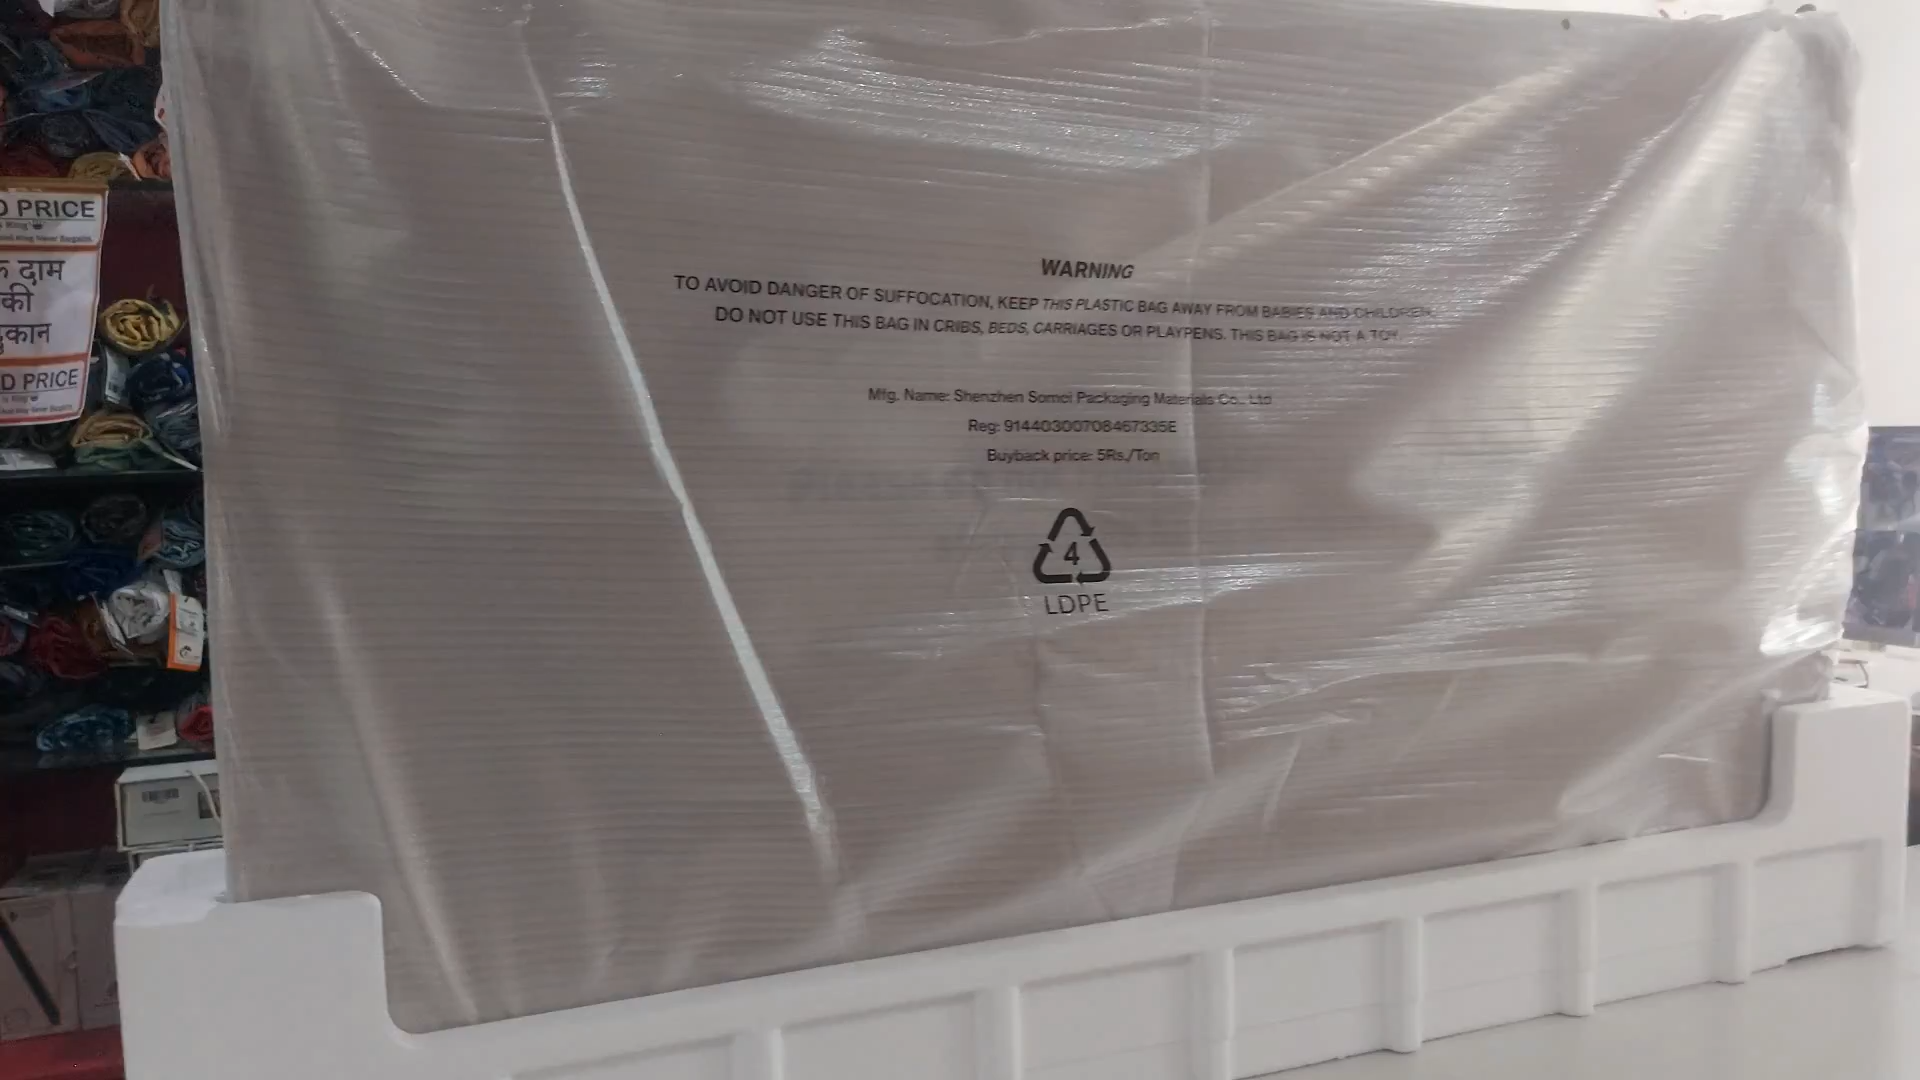 D PRICE
दाम
की
दुकान
D PRICE
WARNING
TO AVOID DANGER OF SUFFOCATION, KEEP THIS PLASTIC BAG AWAY FROM BABIES AND CHILDREN.
DO NOT USE THIS BAG IN CRIBS, BEDS, CARRIAGES OR PLAYPENS. THIS BAG IS NOT A TOY.
Mfg. Name: Shenzhen Somei Packaging Materials Co., Ltd
Reg: 91440300708467335E
Buyback price: 5Rs./Ton
4
LDPE